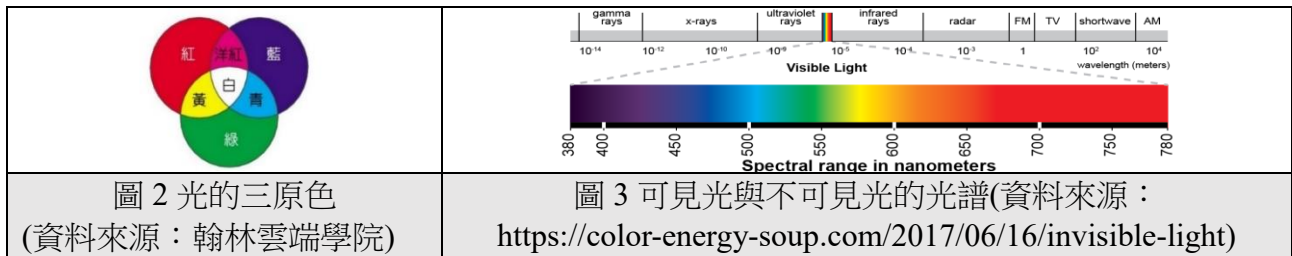 紅
洋紅
藍
白
黃
青
綠
gamma rays
x-rays
ultraviolet rays
infrared rays
radar
FM
TV
shortwave
AM
10-14
10-12
10-10
10-5
10-3
1
10²
10⁴
wavelength (meters)
Visible Light
380
400
450
500
550
600
650
700
750
780
Spectral range in nanometers
圖 2 光的三原色
(資料來源：翰林雲端學院)
圖 3 可見光與不可見光的光譜(資料來源：
https://color-energy-soup.com/2017/06/16/invisible-light)